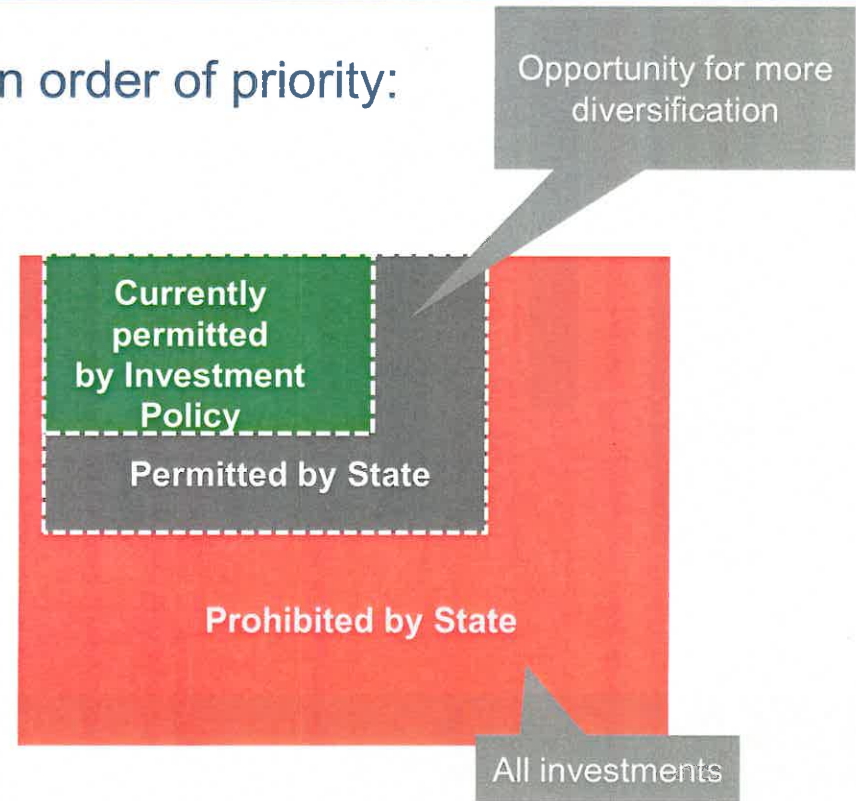 n order of priority:
Opportunity for more
diversification
Currently
permitted
by Investment
Policy
Permitted by State
Prohibited by State
All investments